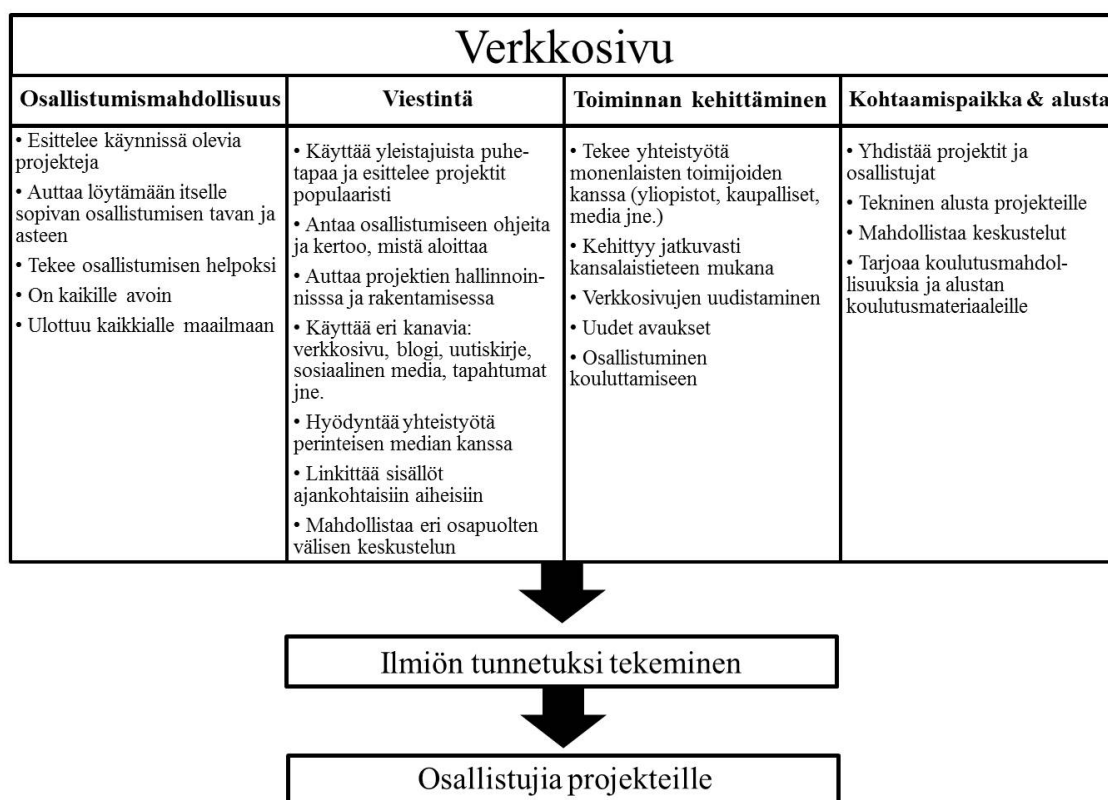 Verkkosivu
Osallistumismahdollisuus
• Esittelee käynnissä olevia
projekteja
• Auttaa löytämään itselle
sopivan osallistumisen tavan ja
asteen
• Tekee osallistumisen helpoksi
• On kaikille avoin
• Ulottuu kaikkialle maailmaan
Viestintä
• Käyttää yleistajuista puhe-
tapaa ja esittelee projektit
populaaristi
• Antaa osallistumiseen ohjeita
ja kertoo, mistä aloittaa
• Auttaa projektien hallinnoin-
nisssa ja rakentamisessa
• Käyttää eri kanavia:
verkkosivu, blogi, uutiskirje,
sosiaalinen media, tapahtumat
jne.
• Hyödyntää yhteistyötä
perinteisen median kanssa
• Linkittää sisällöt
ajankohtaisiin aiheisiin
• Mahdollistaa eri osapuolten
välisen keskustelun
Toiminnan kehittäminen
• Tekee yhteistyötä
monenlaisten toimijoiden
kanssa (yliopistot, kaupalliset,
media jne.)
• Kehittyy jatkuvasti
kansalaistieteen mukana
• Verkkosivujen uudistaminen
• Uudet avaukset
• Osallistuminen
kouluttamiseen
Kohtaamispaikka & alusta
• Yhdistää projektit ja
osallistujat
• Tekninen alusta projekteille
• Mahdollistaa keskustelut
• Tarjoaa koulutusmahdol-
lisuuksia ja alustan
koulutusmateriaaleille
Ilmiön tunnetuksi tekeminen
Osallistujia projekteille